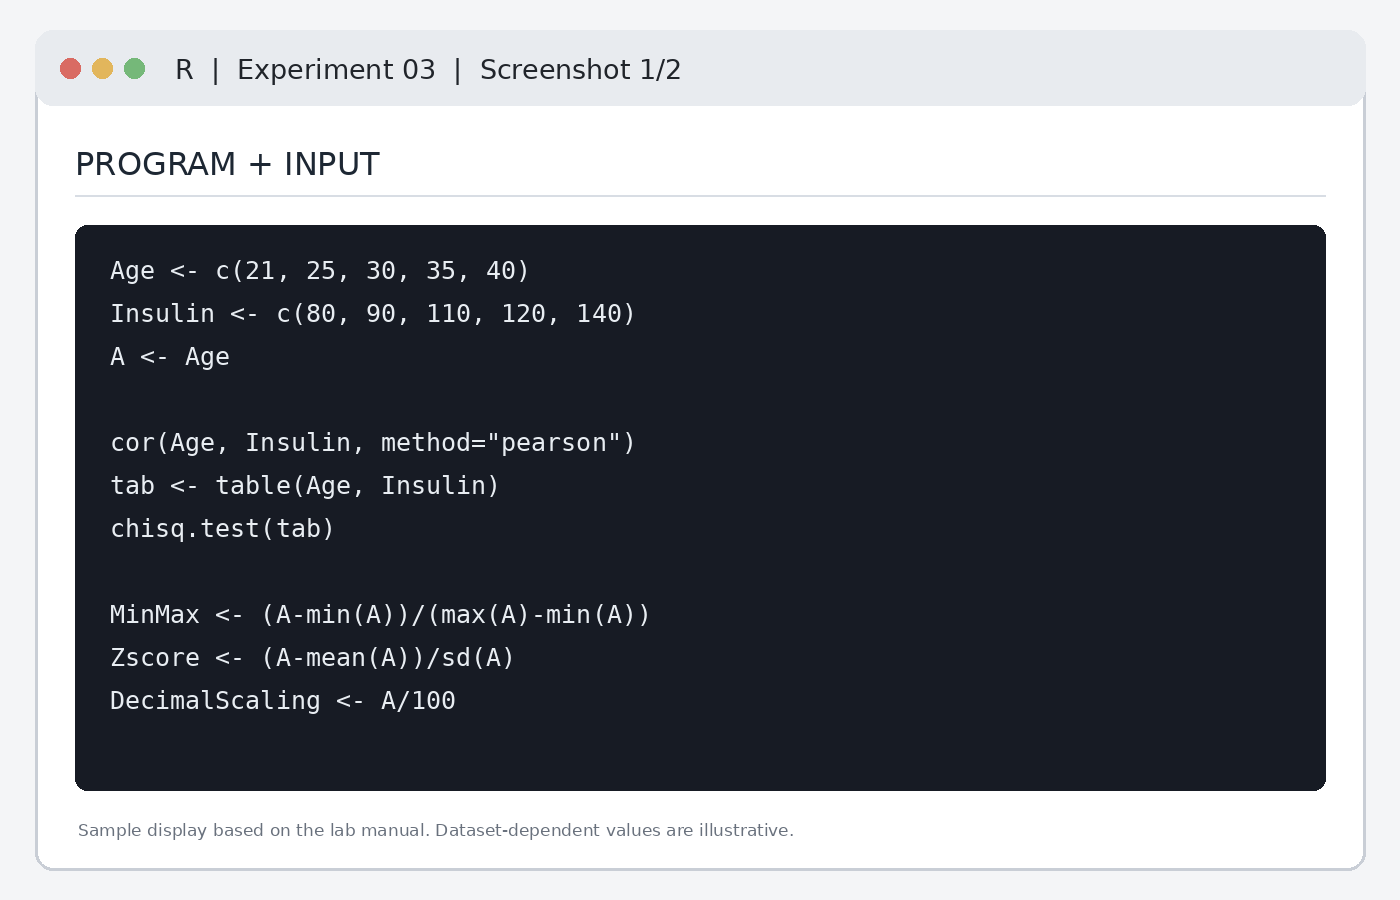 R | Experiment 03 | Screenshot 1/2
PROGRAM + INPUT
Age <- c(21, 25, 30, 35, 40)
Insulin <- c(80, 90, 110, 120, 140)
A <- Age
cor(Age, Insulin, method="pearson")
tab <- table(Age, Insulin)
chisq.test(tab)
MinMax <- (A-min(A))/(max(A)-min(A))
Zscore <- (A-mean(A))/sd(A)
DecimalScaling <- A/100
Sample display based on the lab manual. Dataset-dependent values are illustrative.